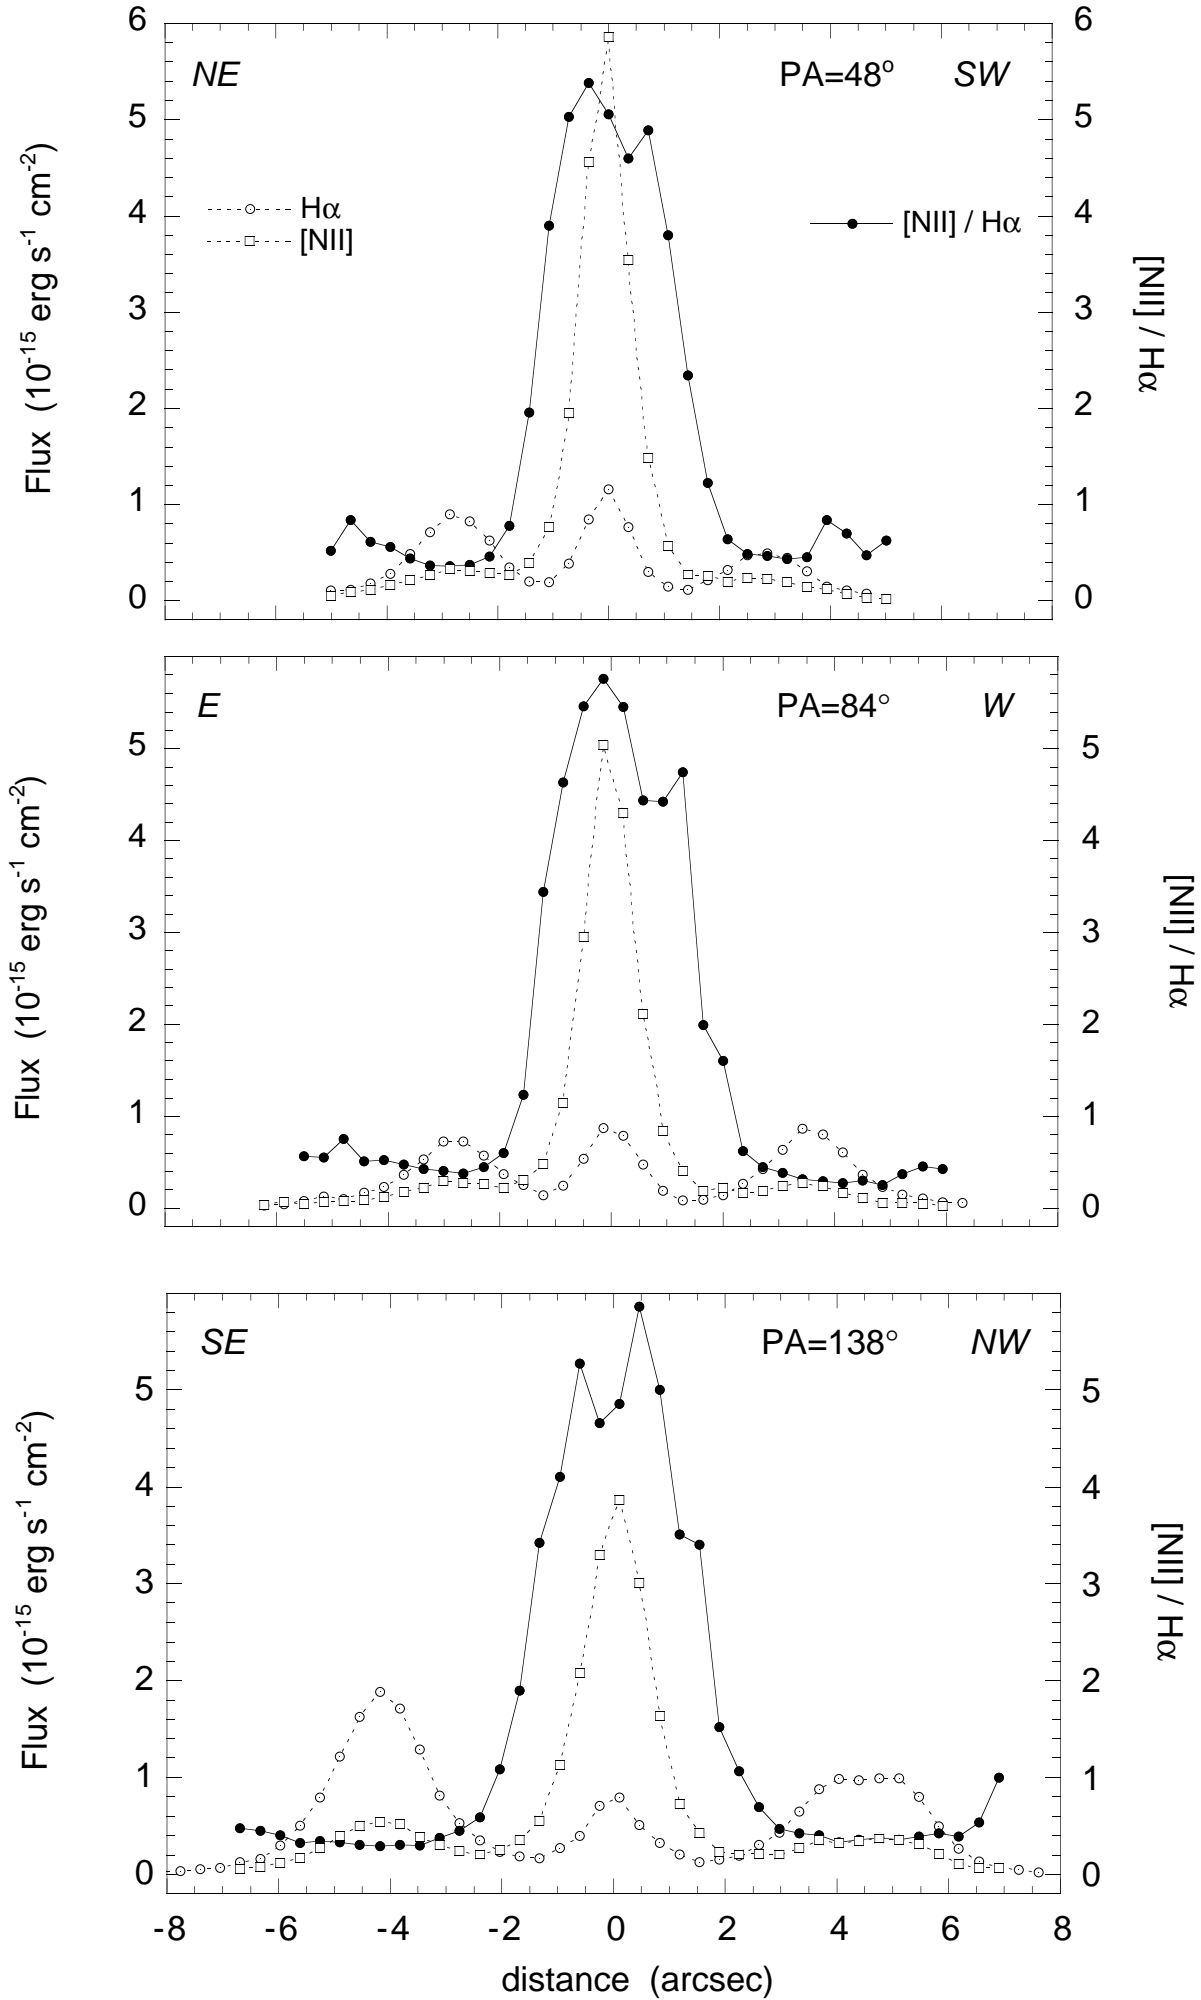 6 6
NE PA=48° SW
5 5
Hα [NII] / Hα
[NII]
4 4
3 3
2 2
1 1
0 0
Flux (10⁻¹⁵ erg s⁻¹ cm⁻²)
[NII] / Hα
E PA=84° W
5 5
4 4
3 3
2 2
1 1
0 0
Flux (10⁻¹⁵ erg s⁻¹ cm⁻²)
[NII] / Hα
SE PA=138° NW
5 5
4 4
3 3
2 2
1 1
0 0
Flux (10⁻¹⁵ erg s⁻¹ cm⁻²)
[NII] / Hα
-8 -6 -4 -2 0 2 4 6 8
distance (arcsec)